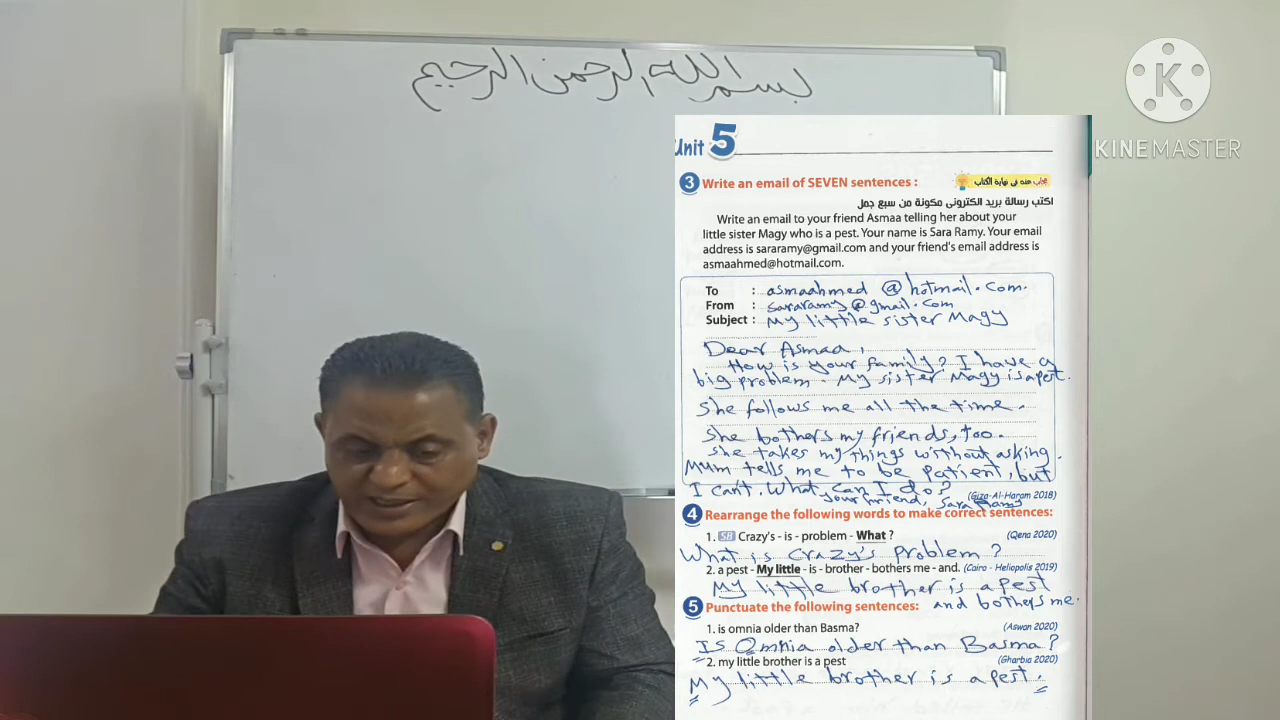 بسم الله الرحمن الرحيم
K
KINEMASTER
Unit 5
3 Write an email of SEVEN sentences :
مجاب عنه في نهاية الكتاب
اكتب رسالة بريد الكترونى مكونة من سبع جمل
Write an email to your friend Asmaa telling her about your
little sister Magy who is a pest. Your name is Sara Ramy. Your email
address is sararamy@gmail.com and your friend's email address is
asmaahmed@hotmail.com.
To : asmaahmed @ hotmail.com.
From : sararamy@gmail.com
Subject : My little sister Magy
Dear Asmaa,
How is your family? I have a
big problem. My sister Magy is a pest.
She follows me all the time.
She bothers my friends, too.
She takes my things without asking.
Mum tells me to be patient, but
I can't. What can I do?
(Giza-Al-Haram 2018)
your friend, Sara Ramy
4 Rearrange the following words to make correct sentences:
1. SB Crazy's - is - problem - What ? (Qena 2020)
What is Crazy's Problem ?
2. a pest - My little - is - brother - bothers me - and. (Cairo - Heliopolis 2019)
My little brother is a pest
and bothers me.
5 Punctuate the following sentences:
1. is omnia older than Basma? (Aswan 2020)
Is Omnia older than Basma?
2. my little brother is a pest (Gharbia 2020)
My little brother is a pest.